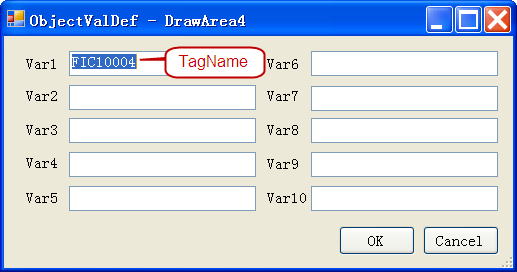 ObjectValDef - DrawArea4
Var1 FIC10004 TagName Var6
Var2 Var7
Var3 Var8
Var4 Var9
Var5 Var10
OK Cancel